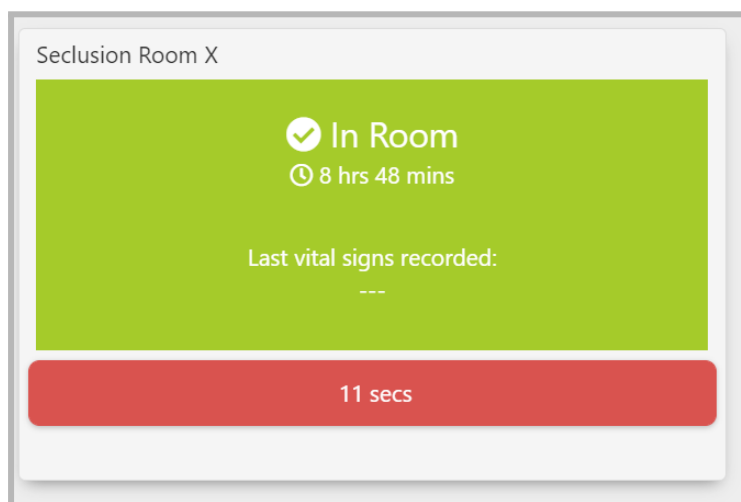 Seclusion Room X
In Room
8 hrs 48 mins
Last vital signs recorded:
---
11 secs